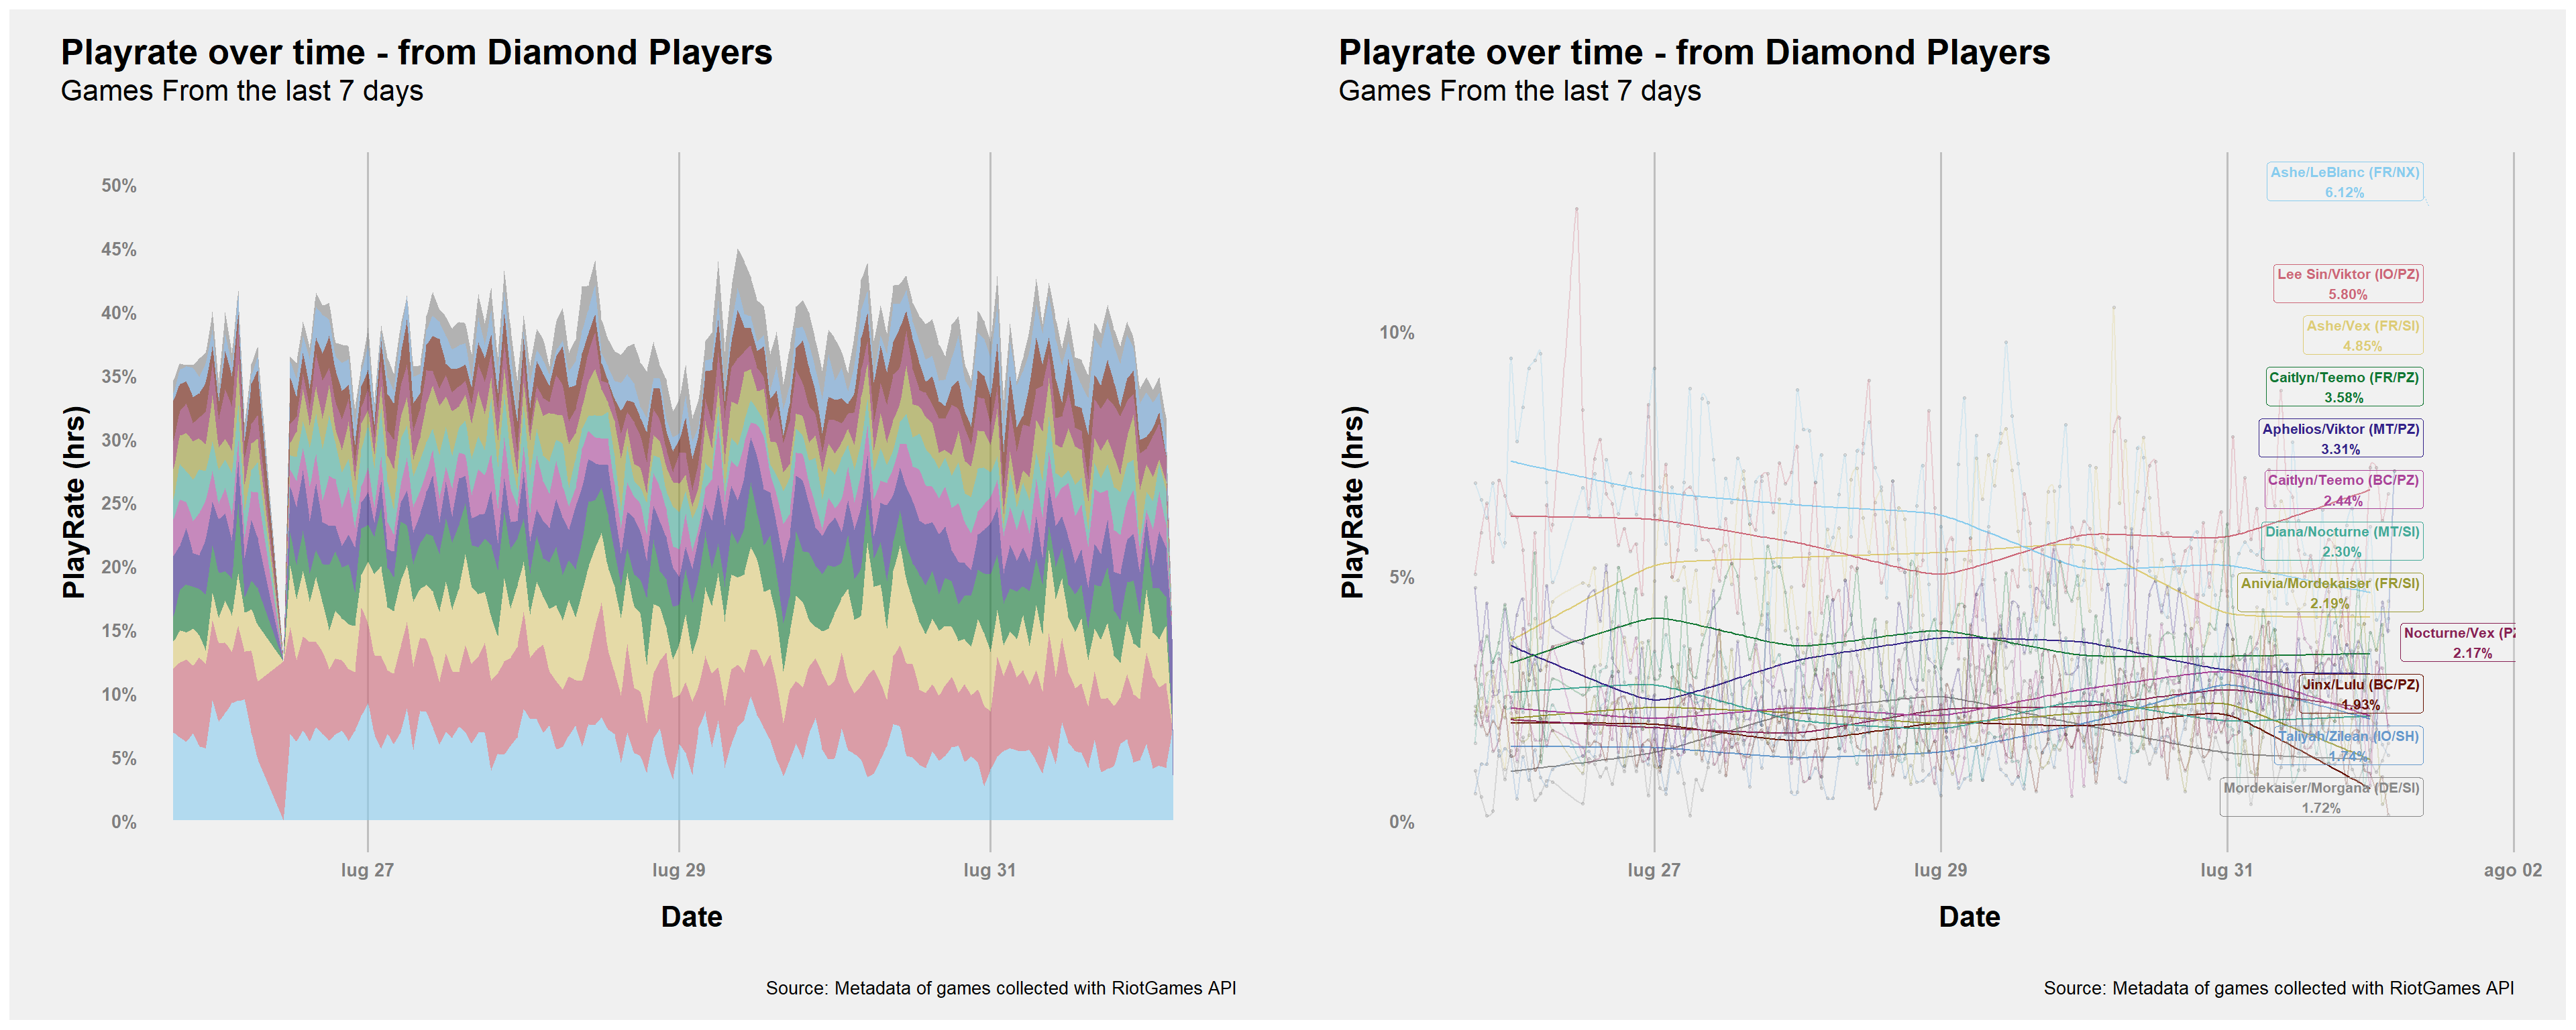 Playrate over time - from Diamond Players
Games From the last 7 days
50%
45%
40%
35%
30%
25%
20%
15%
10%
5%
0%
PlayRate (hrs)
lug 27
lug 29
lug 31
Date
Source: Metadata of games collected with RiotGames API
Playrate over time - from Diamond Players
Games From the last 7 days
10%
5%
0%
PlayRate (hrs)
Ashe/LeBlanc (FR/NX)
6.12%
Lee Sin/Viktor (IO/PZ)
5.80%
Ashe/Vex (FR/SI)
4.85%
Caitlyn/Teemo (FR/PZ)
3.58%
Aphelios/Viktor (MT/PZ)
3.31%
Caitlyn/Teemo (BC/PZ)
2.44%
Diana/Nocturne (MT/SI)
2.30%
Anivia/Mordekaiser (FR/SI)
2.19%
Nocturne/Vex (PZ
2.17%
Jinx/Lulu (BC/PZ)
1.93%
Taliyah/Zilean (IO/SH)
1.74%
Mordekaiser/Morgana (DE/SI)
1.72%
lug 27
lug 29
lug 31
ago 02
Date
Source: Metadata of games collected with RiotGames API